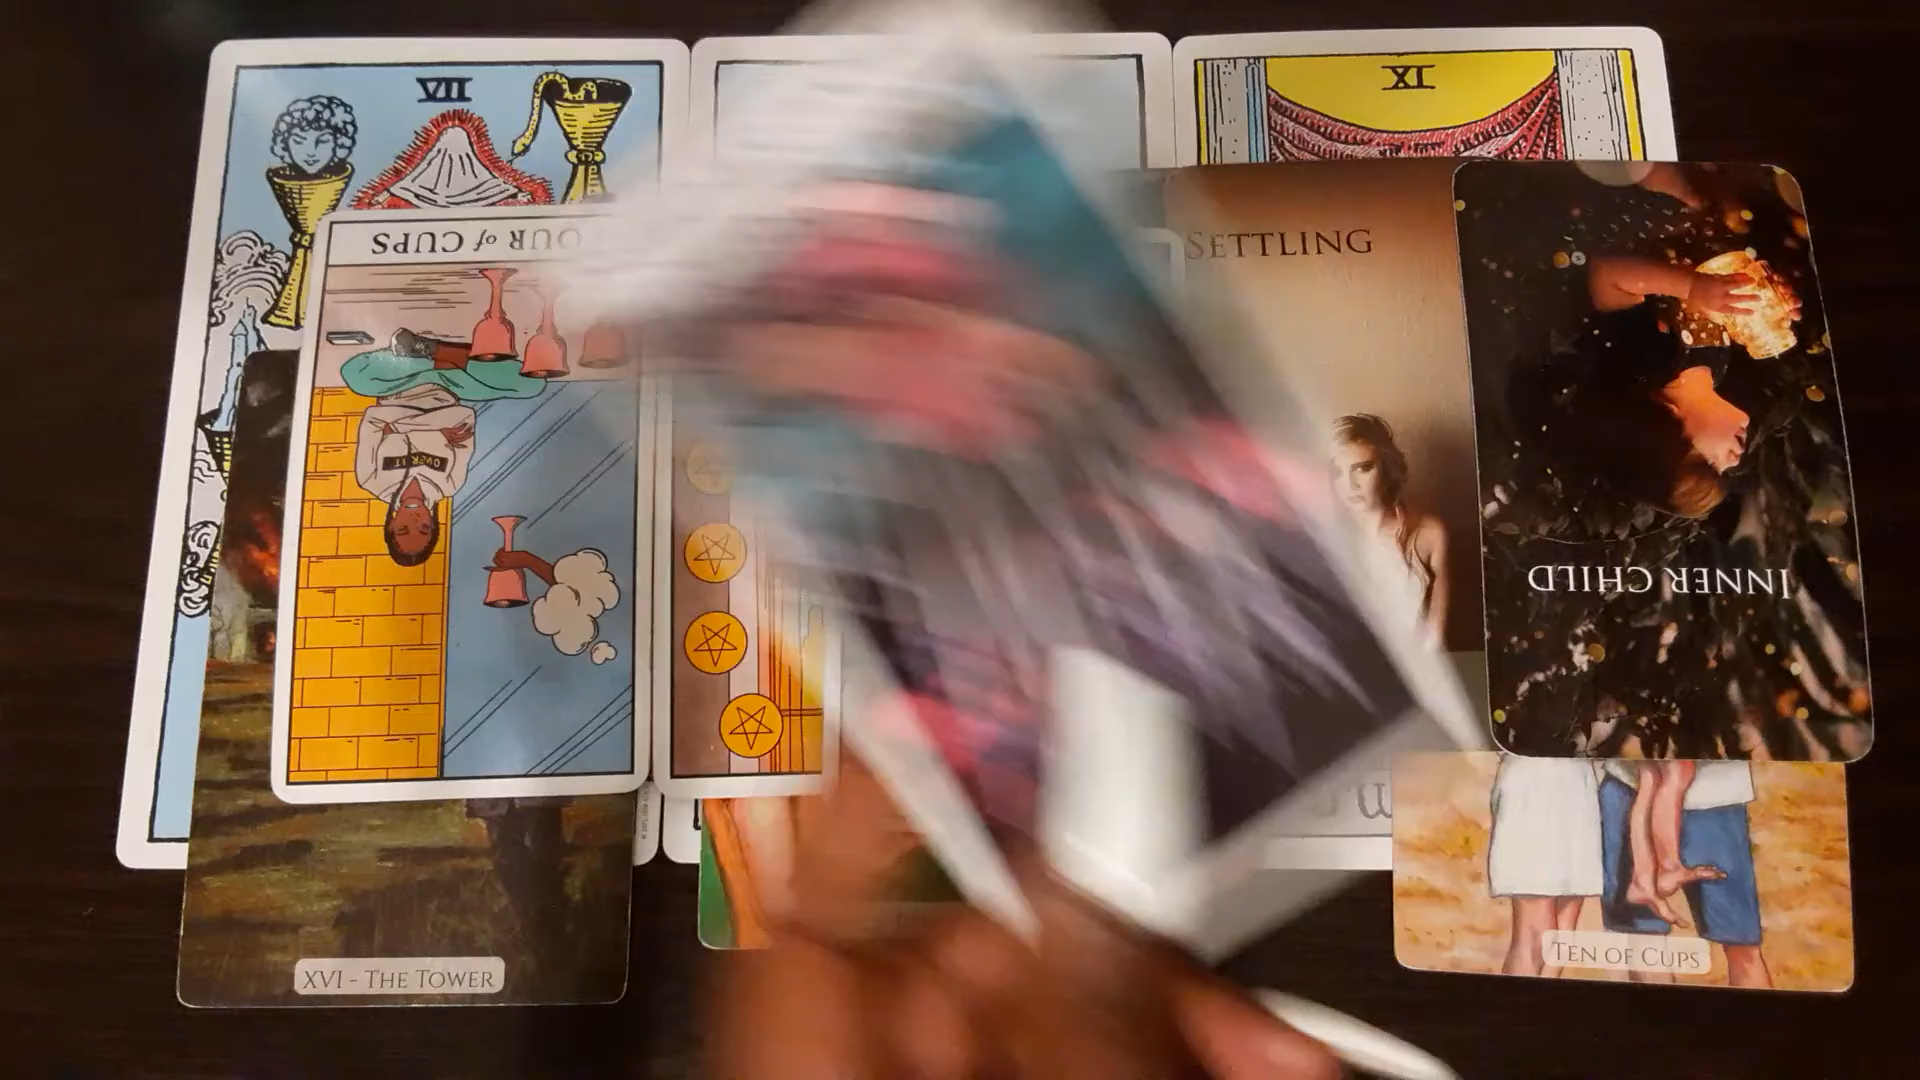 VII
XI
OUR of CUPS
SETTLING
OVER IT
INNER CHILD
TEN OF CUPS
XVI - THE TOWER